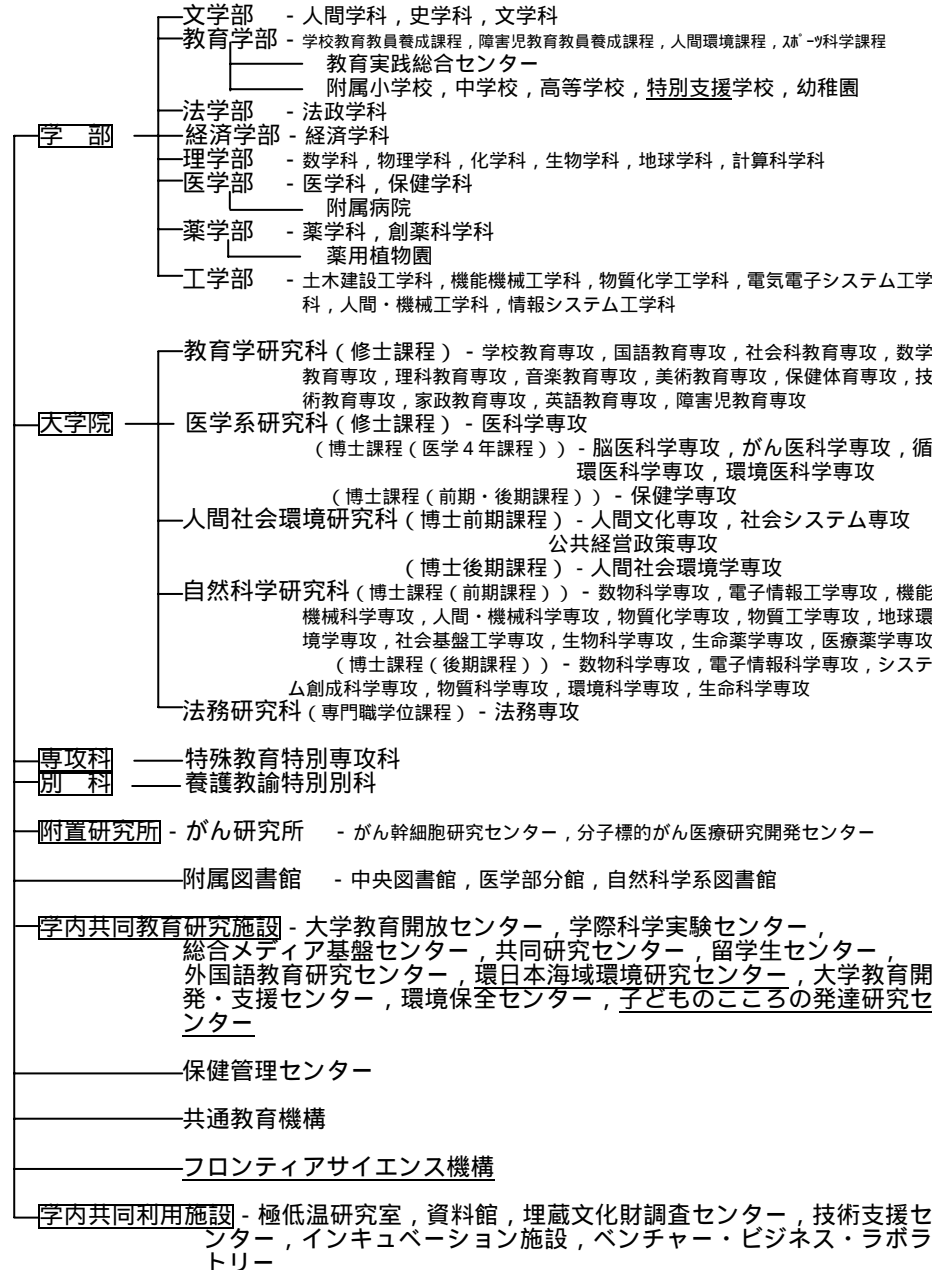 文学部 - 人間学科，史学科，文学科
教育学部 - 学校教育教員養成課程，障害児教育教員養成課程，人間環境課程，ｽﾎﾟｰﾂ科学課程
教育実践総合センター
附属小学校，中学校，高等学校，特別支援学校，幼稚園
法学部 - 法政学科
学　部
経済学部 - 経済学科
理学部 - 数学科，物理学科，化学科，生物学科，地球学科，計算科学科
医学部 - 医学科，保健学科
附属病院
薬学部 - 薬学科，創薬科学科
薬用植物園
工学部 - 土木建設工学科，機能機械工学科，物質化学工学科，電気電子システム工学
科，人間・機械工学科，情報システム工学科
教育学研究科（修士課程）- 学校教育専攻，国語教育専攻，社会科教育専攻，数学
教育専攻，理科教育専攻，音楽教育専攻，美術教育専攻，保健体育専攻，技
術教育専攻，家政教育専攻，英語教育専攻，障害児教育専攻
大学院 医学系研究科（修士課程）- 医科学専攻
（博士課程（医学４年課程））- 脳医科学専攻，がん医科学専攻，循
環医科学専攻，環境医科学専攻
（博士課程（前期・後期課程））- 保健学専攻
人間社会環境研究科（博士前期課程）- 人間文化専攻，社会システム専攻
公共経営政策専攻
（博士後期課程）- 人間社会環境学専攻
自然科学研究科（博士課程（前期課程））- 数物科学専攻，電子情報工学専攻，機能
機械科学専攻，人間・機械科学専攻，物質化学専攻，物質工学専攻，地球環
境学専攻，社会基盤工学専攻，生物科学専攻，生命薬学専攻，医療薬学専攻
（博士課程（後期課程））- 数物科学専攻，電子情報科学専攻，システ
ム創成科学専攻，物質科学専攻，環境科学専攻，生命科学専攻
法務研究科（専門職学位課程）- 法務専攻
専攻科 特殊教育特別専攻科
別　科 養護教諭特別別科
附置研究所 - がん研究所 - がん幹細胞研究センター，分子標的がん医療研究開発センター
附属図書館 - 中央図書館，医学部分館，自然科学系図書館
学内共同教育研究施設 - 大学教育開放センター，学際科学実験センター，
総合メディア基盤センター，共同研究センター，留学生センター，
外国語教育研究センター，環日本海域環境研究センター，大学教育開
発・支援センター，環境保全センター，子どものこころの発達研究セ
ンター
保健管理センター
共通教育機構
フロンティアサイエンス機構
学内共同利用施設 - 極低温研究室，資料館，埋蔵文化財調査センター，技術支援セ
ンター，インキュベーション施設，ベンチャー・ビジネス・ラボラ
トリー